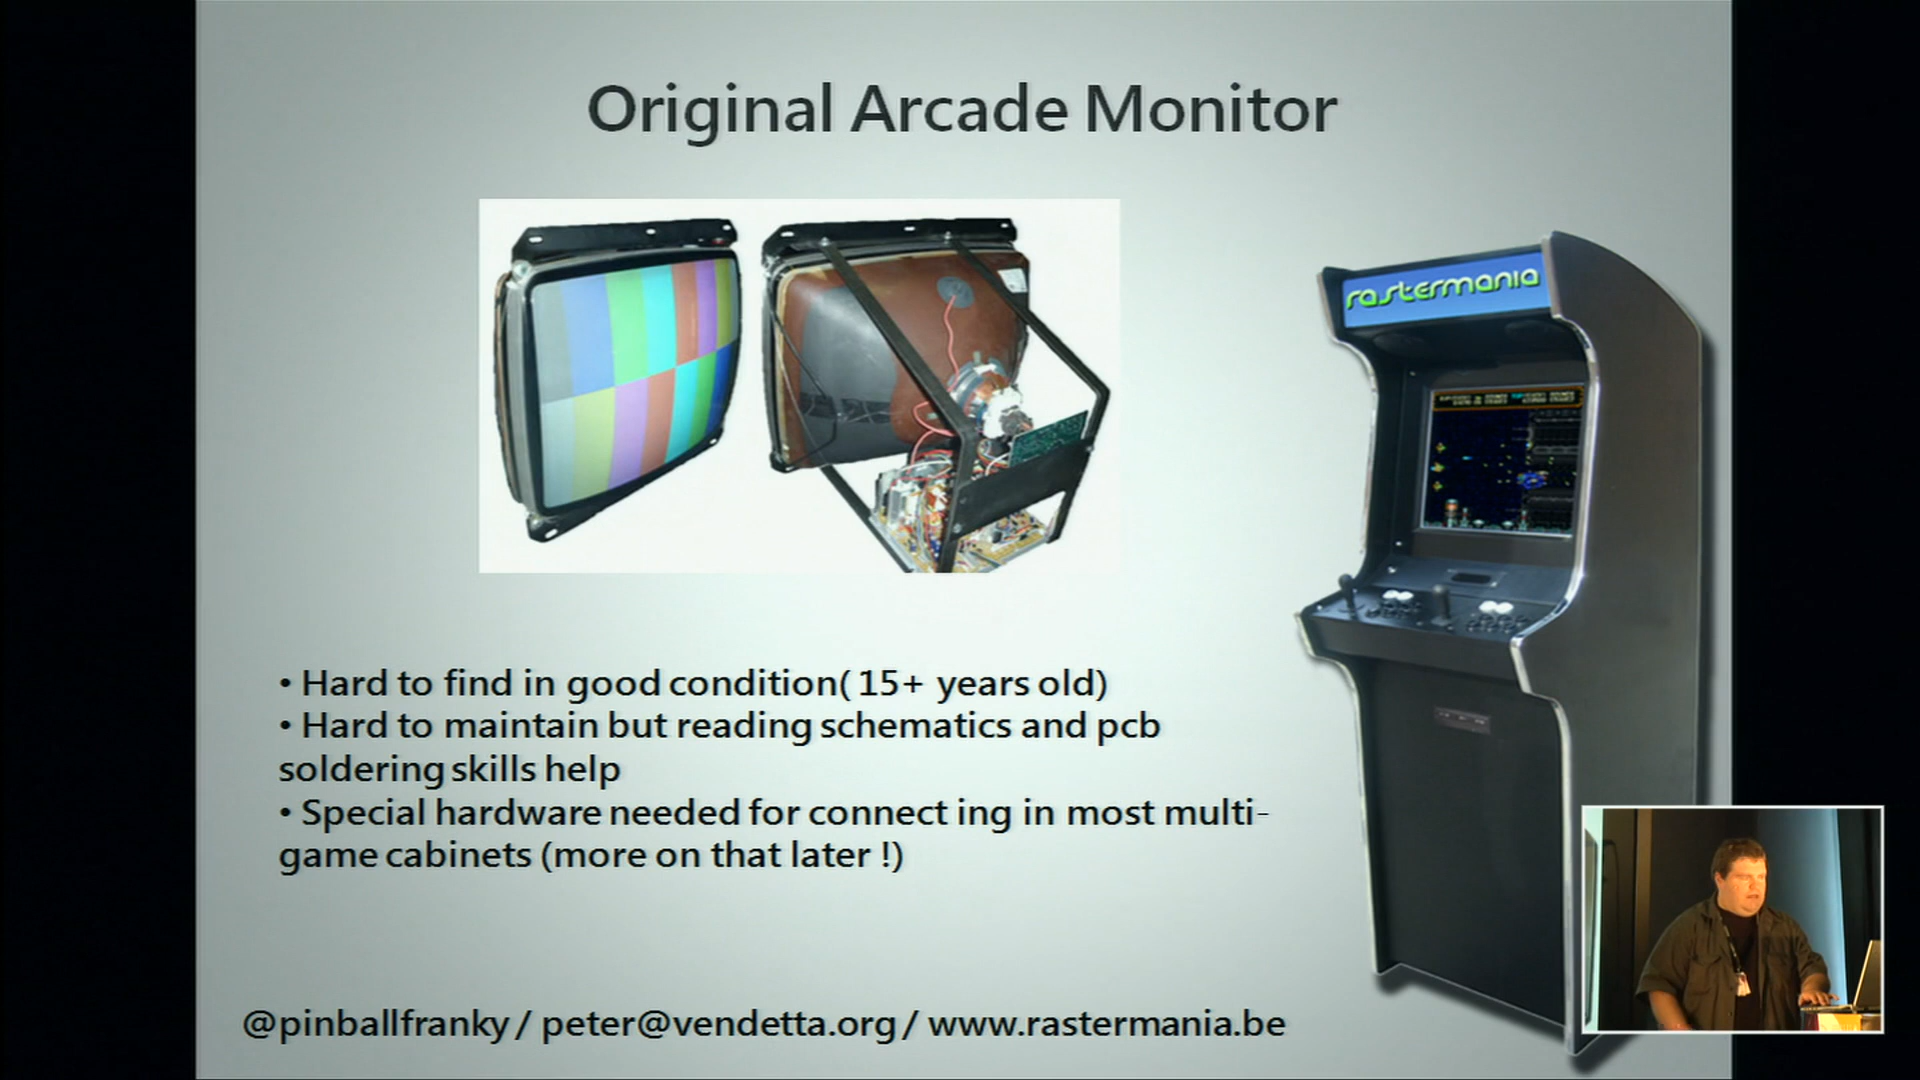 Original Arcade Monitor
rastermania
• Hard to find in good condition( 15+ years old)
• Hard to maintain but reading schematics and pcb
soldering skills help
• Special hardware needed for connect ing in most multi-
game cabinets (more on that later !)
@pinballfranky / peter@vendetta.org / www.rastermania.be